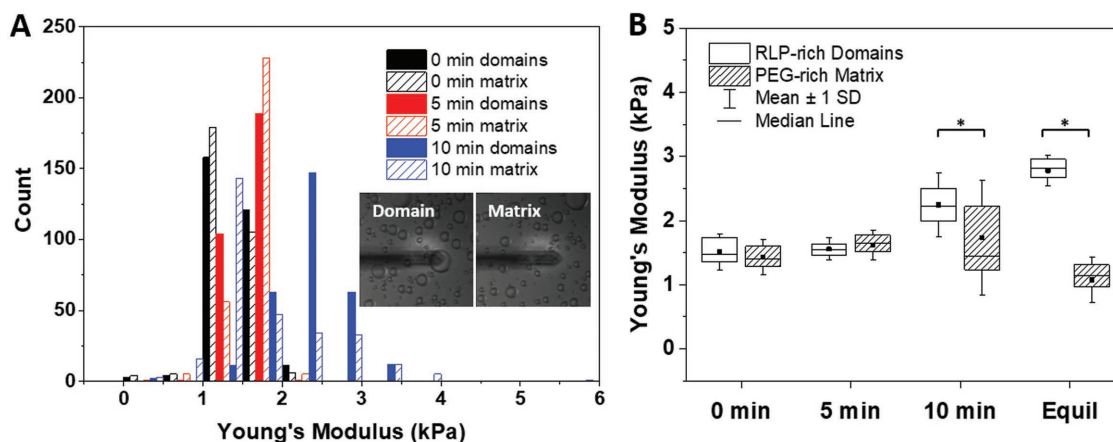 A
250
200
150
100
50
0
Count
0 min domains
0 min matrix
5 min domains
5 min matrix
10 min domains
10 min matrix
Domain
Matrix
0 1 2 3 4 5 6
Young's Modulus (kPa)
B
5
4
3
2
1
0
Young's Modulus (kPa)
RLP-rich Domains
PEG-rich Matrix
Mean ± 1 SD
Median Line
* *
0 min 5 min 10 min Equil